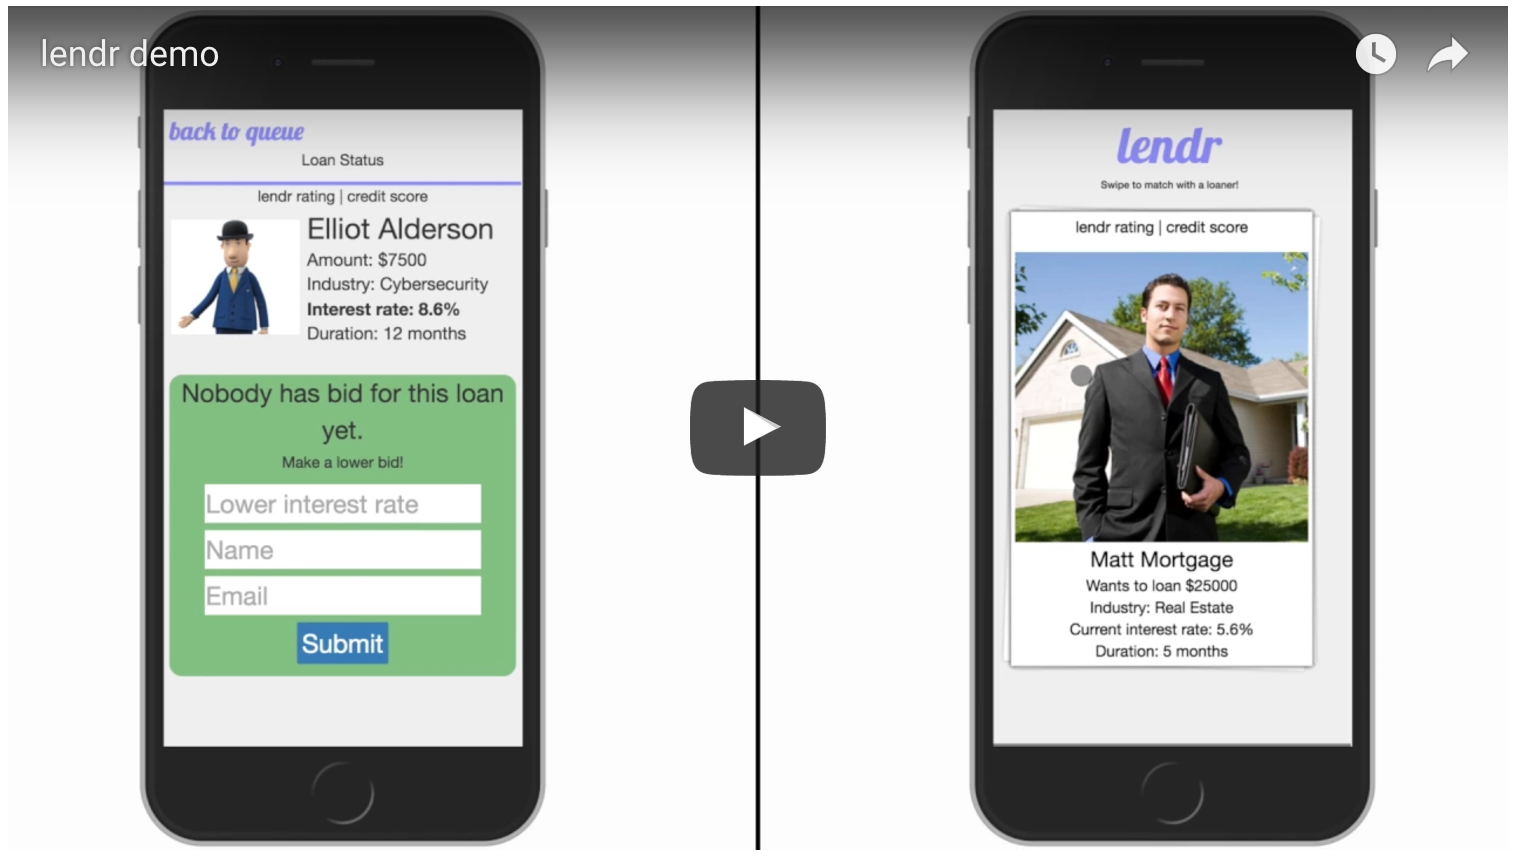 lendr demo
back to queue
Loan Status
lendr rating | credit score
Elliot Alderson
Amount: $7500
Industry: Cybersecurity
Interest rate: 8.6%
Duration: 12 months
Nobody has bid for this loan
yet.
Make a lower bid!
Lower interest rate
Name
Email
Submit
lendr
Swipe to match with a loaner!
lendr rating | credit score
Matt Mortgage
Wants to loan $25000
Industry: Real Estate
Current interest rate: 5.6%
Duration: 5 months